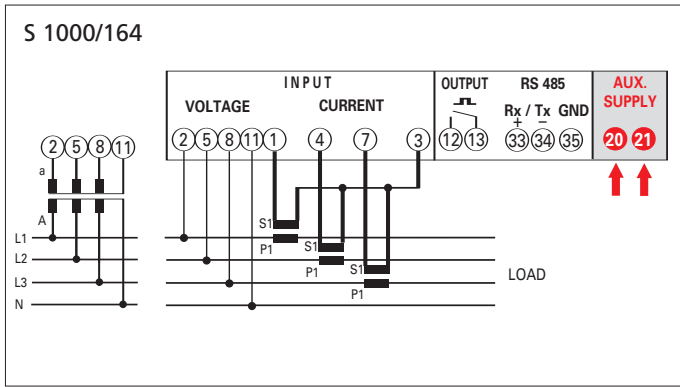 S 1000/164
INPUT
OUTPUT
RS 485
AUX.
SUPPLY
VOLTAGE
CURRENT
Rx / Tx GND
+ −
2 5 8 11
2 5 8 11 1 4 7 3
12 13
33 34 35
20 21
a
A
S1
P1
S1
P1
S1
P1
L1
L2
L3
N
LOAD